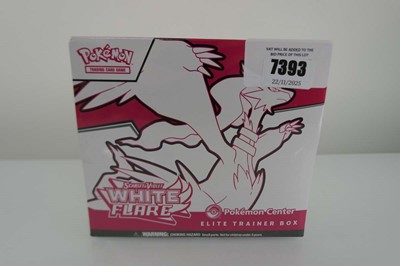 POKÉMON
TRADING CARD GAME
VAT WILL BE ADDED TO THE
BID PRICE OF THIS LOT
7393
22/11/2025
SCARLET & VIOLET
WHITE
FLARE
Pokémon Center
ELITE TRAINER BOX
WARNING: